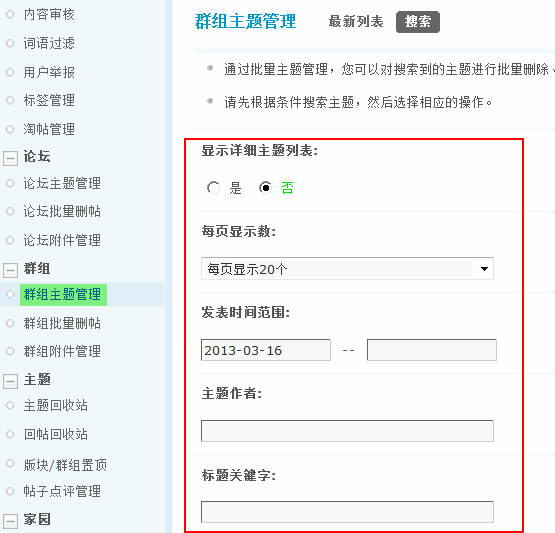 内容审核
词语过滤
用户举报
标签管理
淘帖管理
论坛
论坛主题管理
论坛批量删帖
论坛附件管理
群组
群组主题管理
群组批量删帖
群组附件管理
主题
主题回收站
回帖回收站
版块/群组置顶
帖子点评管理
家园
群组主题管理 最新列表 搜索
通过批量主题管理，您可以对搜索到的主题进行批量删除、
请先根据条件搜索主题，然后选择相应的操作。
显示详细主题列表:
是 否
每页显示数:
每页显示20个
发表时间范围:
2013-03-16 --
主题作者:
标题关键字: